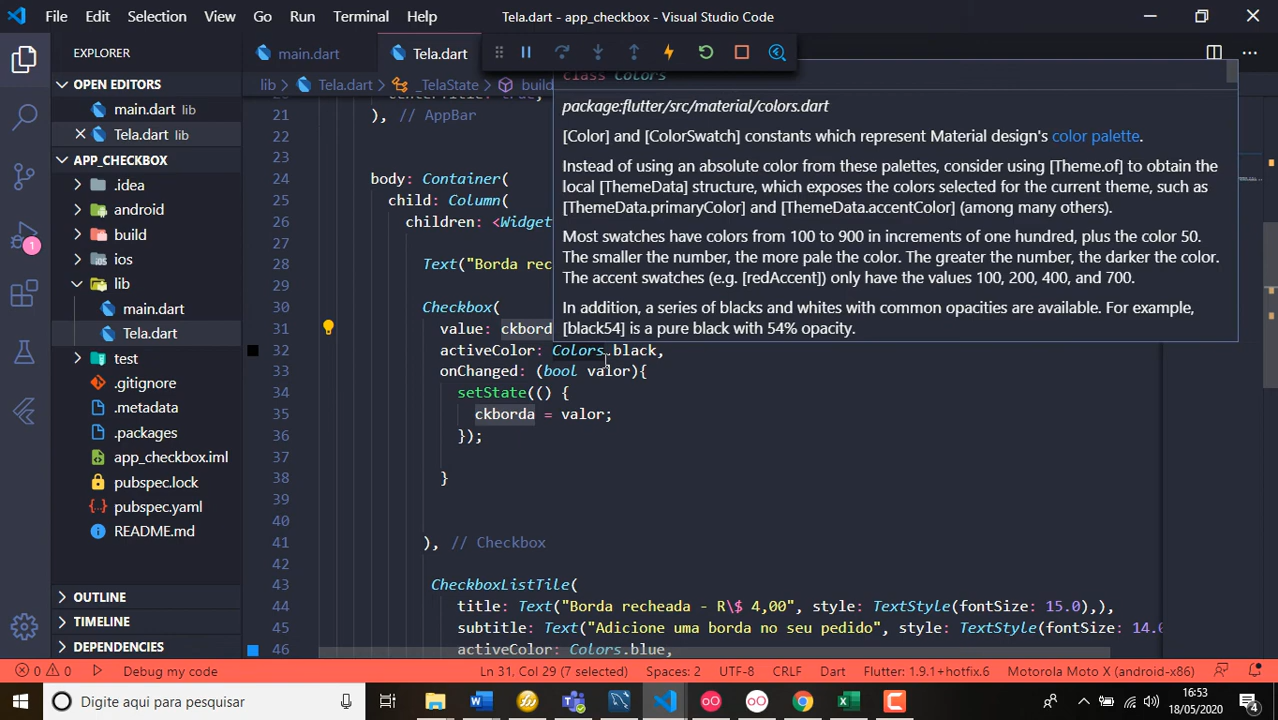 File Edit Selection View Go Run Terminal Help
Tela.dart - app_checkbox - Visual Studio Code
EXPLORER
OPEN EDITORS
main.dart lib
Tela.dart lib
APP_CHECKBOX
.idea
android
build
ios
lib
main.dart
Tela.dart
test
.gitignore
.metadata
.packages
app_checkbox.iml
pubspec.lock
pubspec.yaml
README.md
OUTLINE
TIMELINE
DEPENDENCIES
1
main.dart
Tela.dart
lib > Tela.dart > _TelaState > build
class Colors
package:flutter/src/material/colors.dart
[Color] and [ColorSwatch] constants which represent Material design's color palette.
Instead of using an absolute color from these palettes, consider using [Theme.of] to obtain the
local [ThemeData] structure, which exposes the colors selected for the current theme, such as
[ThemeData.primaryColor] and [ThemeData.accentColor] (among many others).
Most swatches have colors from 100 to 900 in increments of one hundred, plus the color 50.
The smaller the number, the more pale the color. The greater the number, the darker the color.
The accent swatches (e.g. [redAccent]) only have the values 100, 200, 400, and 700.
In addition, a series of blacks and whites with common opacities are available. For example,
[black54] is a pure black with 54% opacity.
20 centerTitle: true,
21 ), // AppBar
22
23
24 body: Container(
25 child: Column(
26 children: <Widget
27
28 Text("Borda rec
29
30 Checkbox(
31 value: ckbord
32 activeColor: Colors.black,
33 onChanged: (bool valor){
34 setState(() {
35 ckborda = valor;
36 });
37
38 }
39
40
41 ), // Checkbox
42
43 CheckboxListTile(
44 title: Text("Borda recheada - R\$ 4,00", style: TextStyle(fontSize: 15.0),),
45 subtitle: Text("Adicione uma borda no seu pedido", style: TextStyle(fontSize: 14.0
46 activeColor: Colors.blue,
0 0 Debug my code Ln 31, Col 29 (7 selected) Spaces: 2 UTF-8 CRLF Dart Flutter: 1.9.1+hotfix.6 Motorola Moto X (android-x86)
Digite aqui para pesquisar
16:53
18/05/2020
4